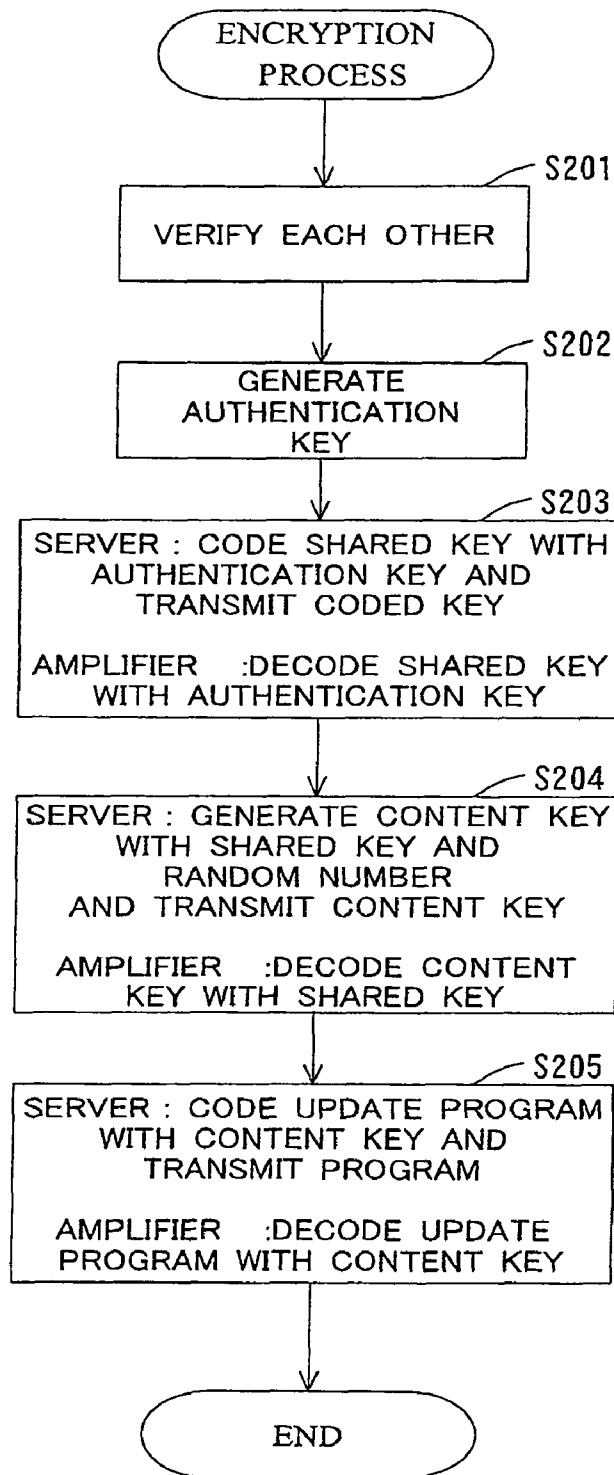 ENCRYPTION
PROCESS
S201
VERIFY EACH OTHER
S202
GENERATE
AUTHENTICATION
KEY
S203
SERVER : CODE SHARED KEY WITH
AUTHENTICATION KEY AND
TRANSMIT CODED KEY
AMPLIFIER :DECODE SHARED KEY
WITH AUTHENTICATION KEY
S204
SERVER : GENERATE CONTENT KEY
WITH SHARED KEY AND
RANDOM NUMBER
AND TRANSMIT CONTENT KEY
AMPLIFIER :DECODE CONTENT
KEY WITH SHARED KEY
S205
SERVER : CODE UPDATE PROGRAM
WITH CONTENT KEY AND
TRANSMIT PROGRAM
AMPLIFIER :DECODE UPDATE
PROGRAM WITH CONTENT KEY
END